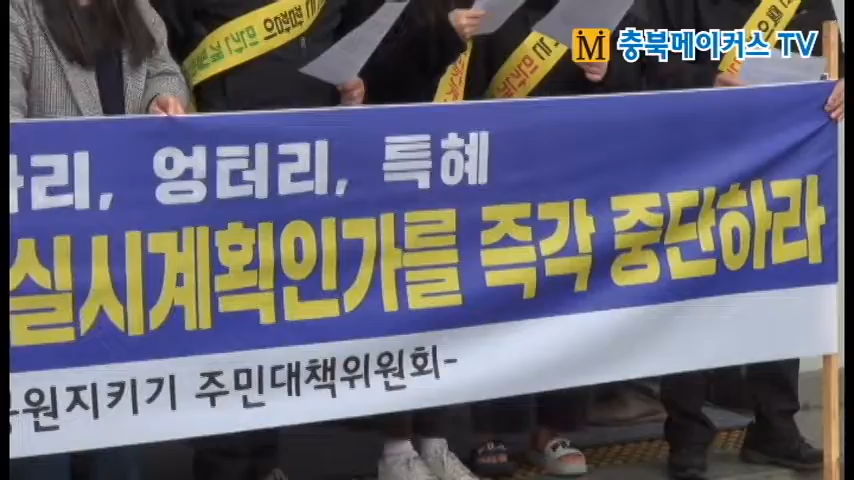 충북메이커스 TV
엉터리, 특혜
실시계획인가를 즉각 중단하라
공원지키기 주민대책위원회-